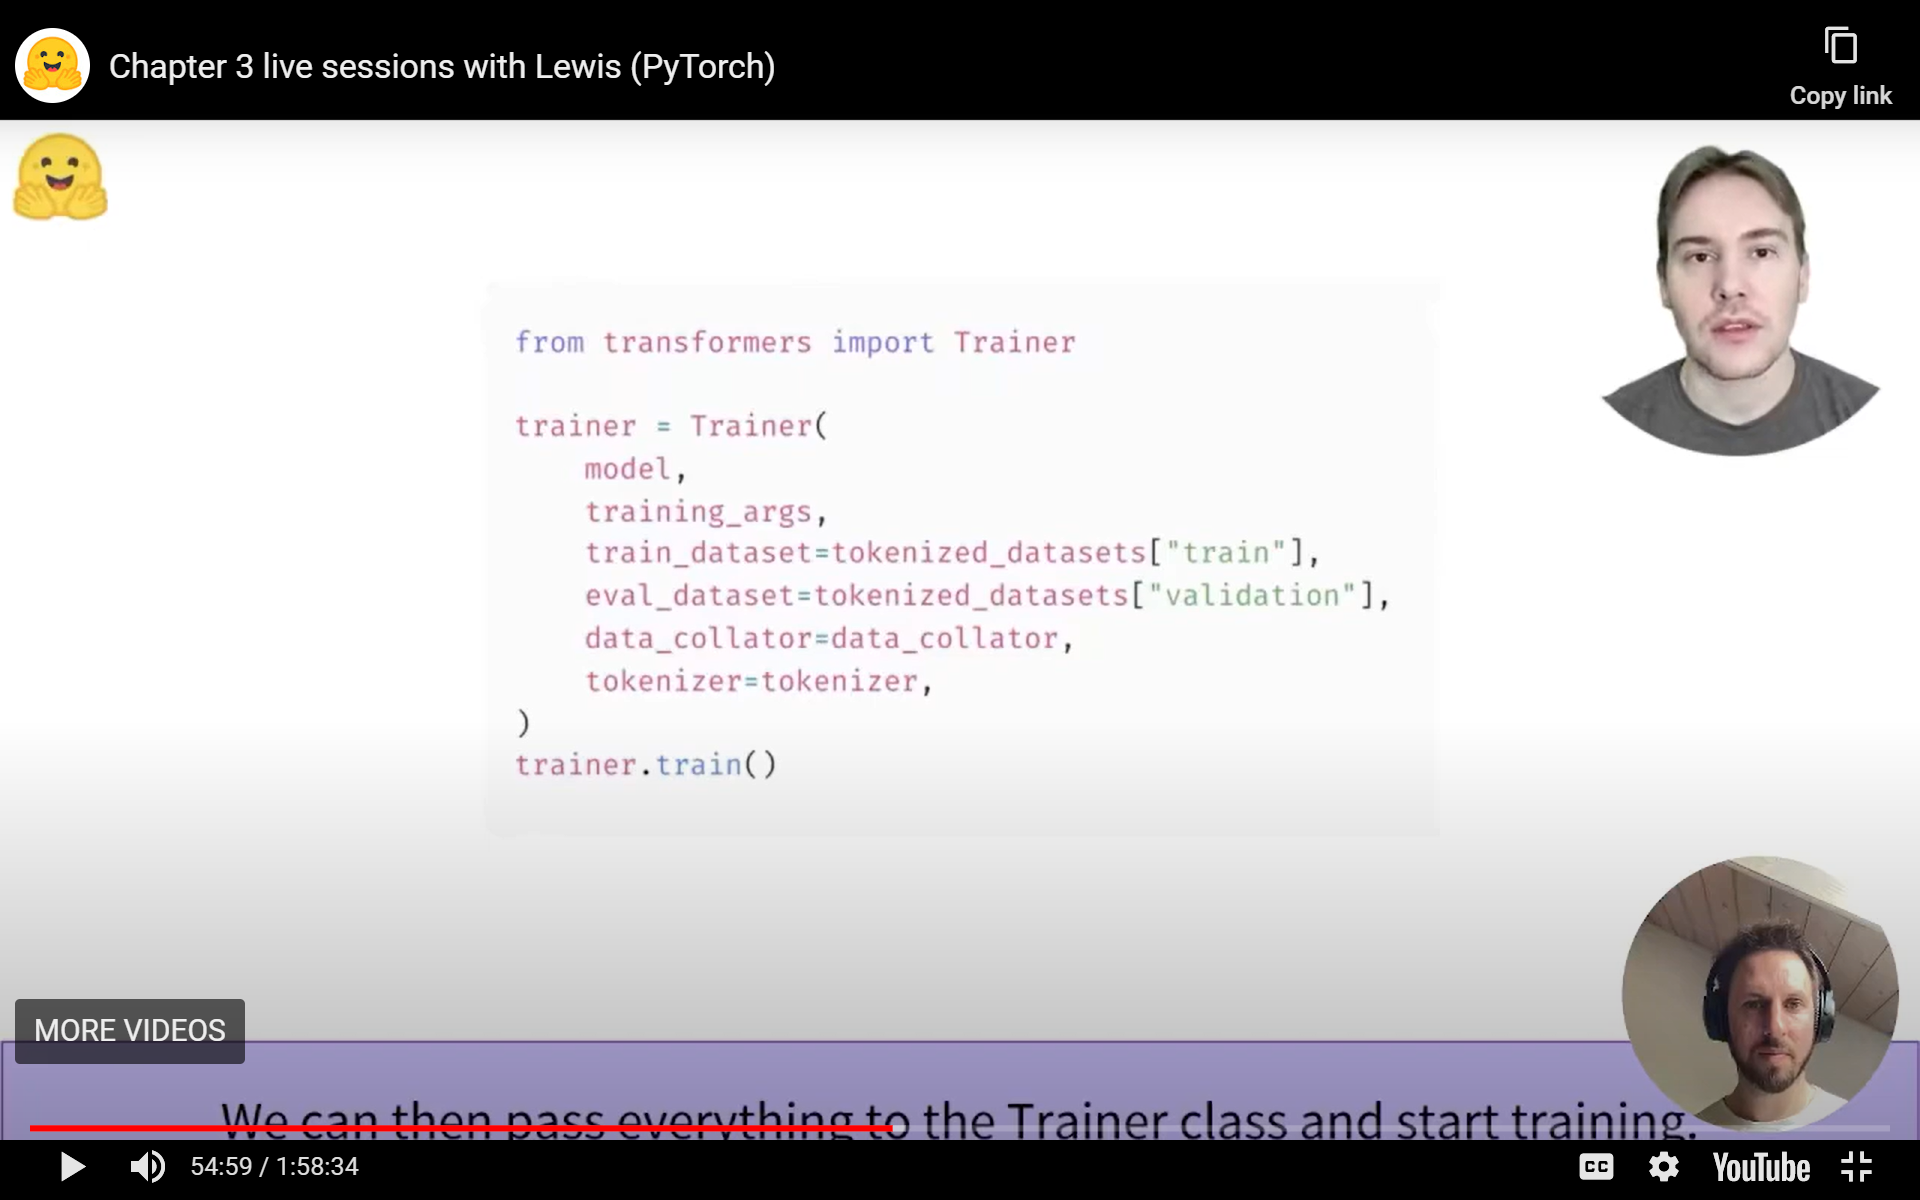 Chapter 3 live sessions with Lewis (PyTorch)
Copy link
from transformers import Trainer
trainer = Trainer(
model,
training_args,
train_dataset=tokenized_datasets["train"],
eval_dataset=tokenized_datasets["validation"],
data_collator=data_collator,
tokenizer=tokenizer,
)
trainer.train()
MORE VIDEOS
We can then pass everything to the Trainer class and start training.
54:59 / 1:58:34
CC
YouTube